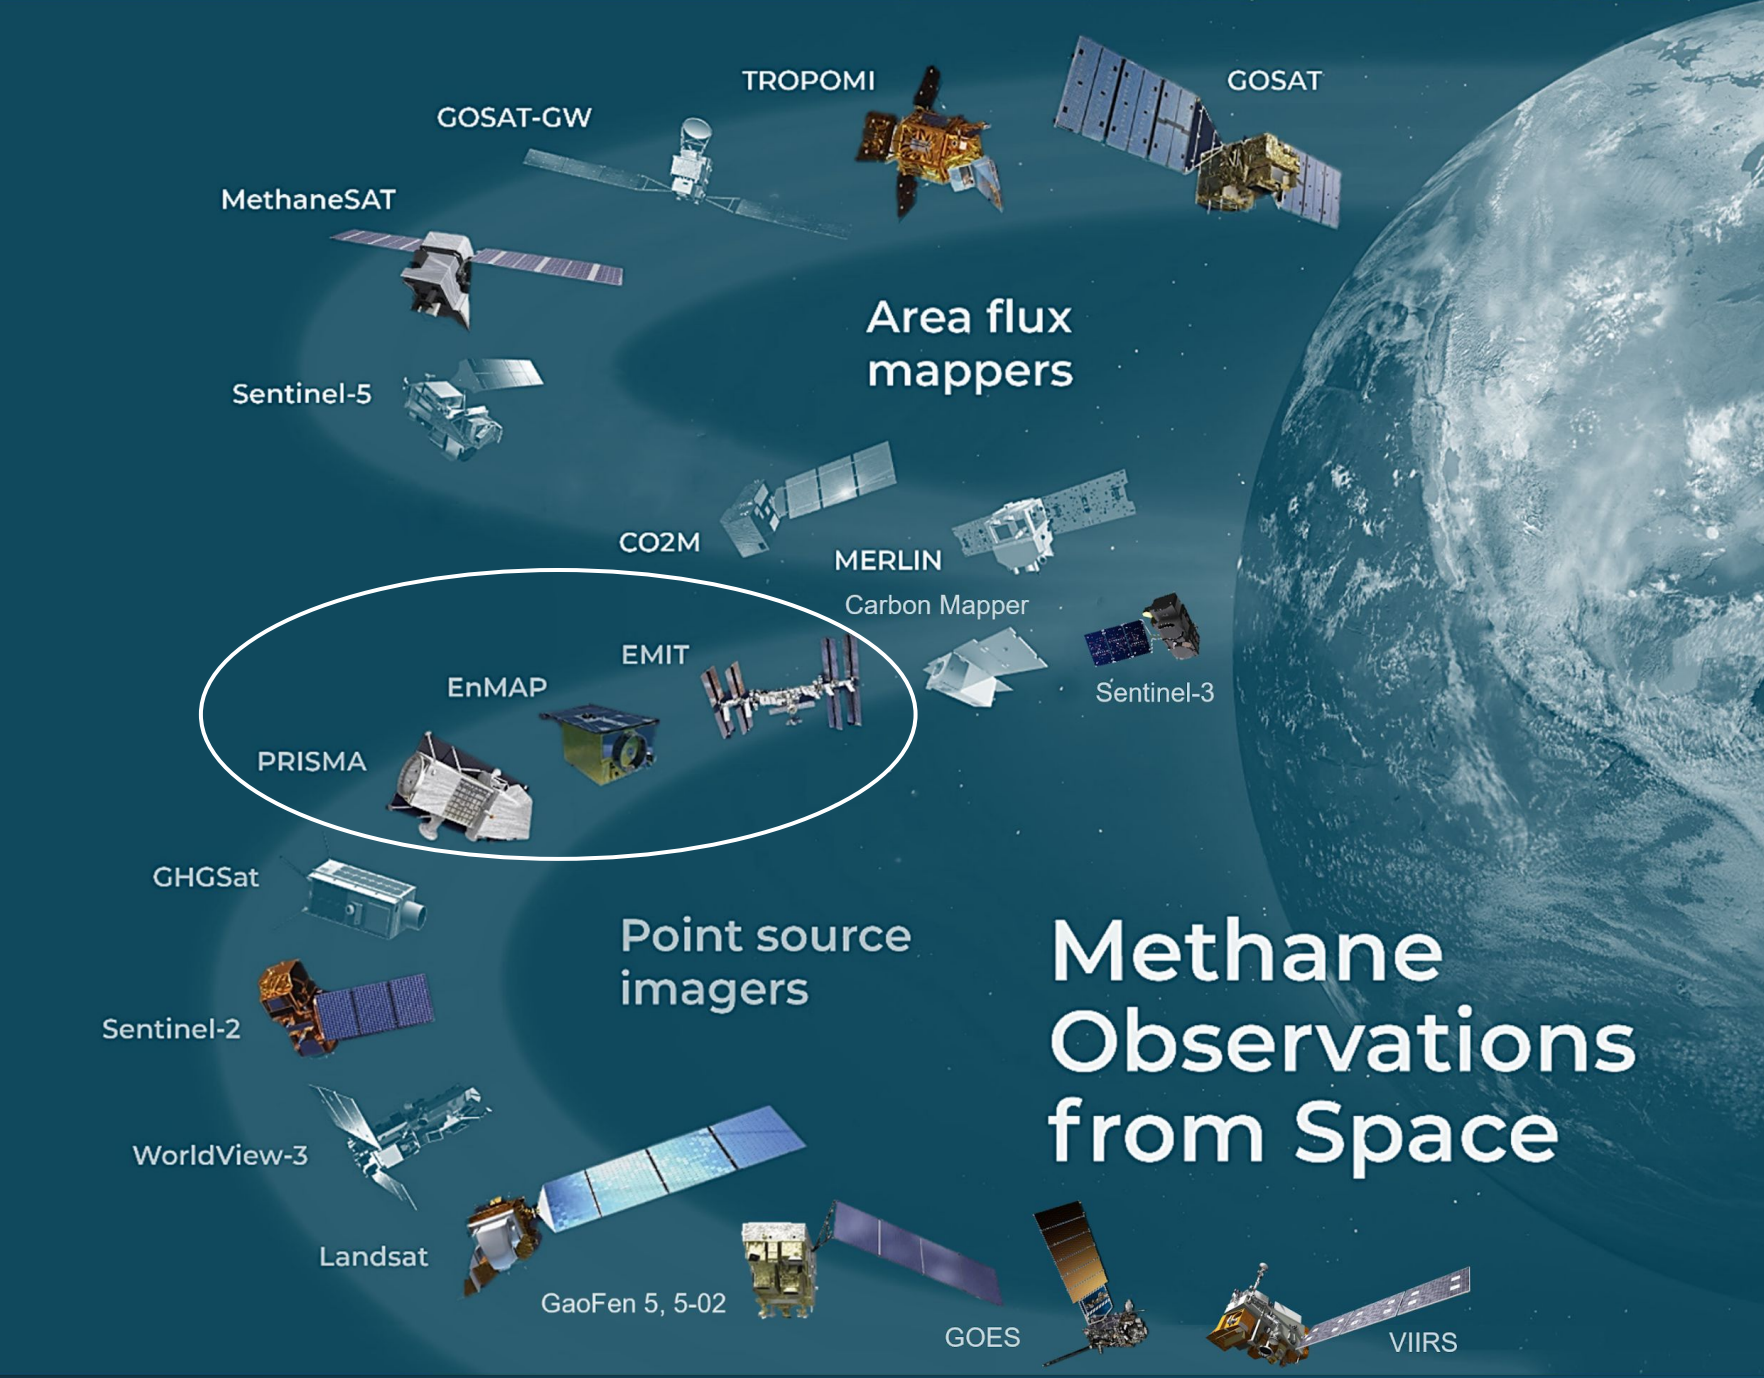 TROPOMI
GOSAT
GOSAT-GW
MethaneSAT
Area flux
mappers
Sentinel-5
CO2M
MERLIN
Carbon Mapper
EMIT
EnMAP
Sentinel-3
PRISMA
GHGSat
Point source
imagers
Methane
Observations
from Space
Sentinel-2
WorldView-3
Landsat
GaoFen 5, 5-02
GOES
VIIRS